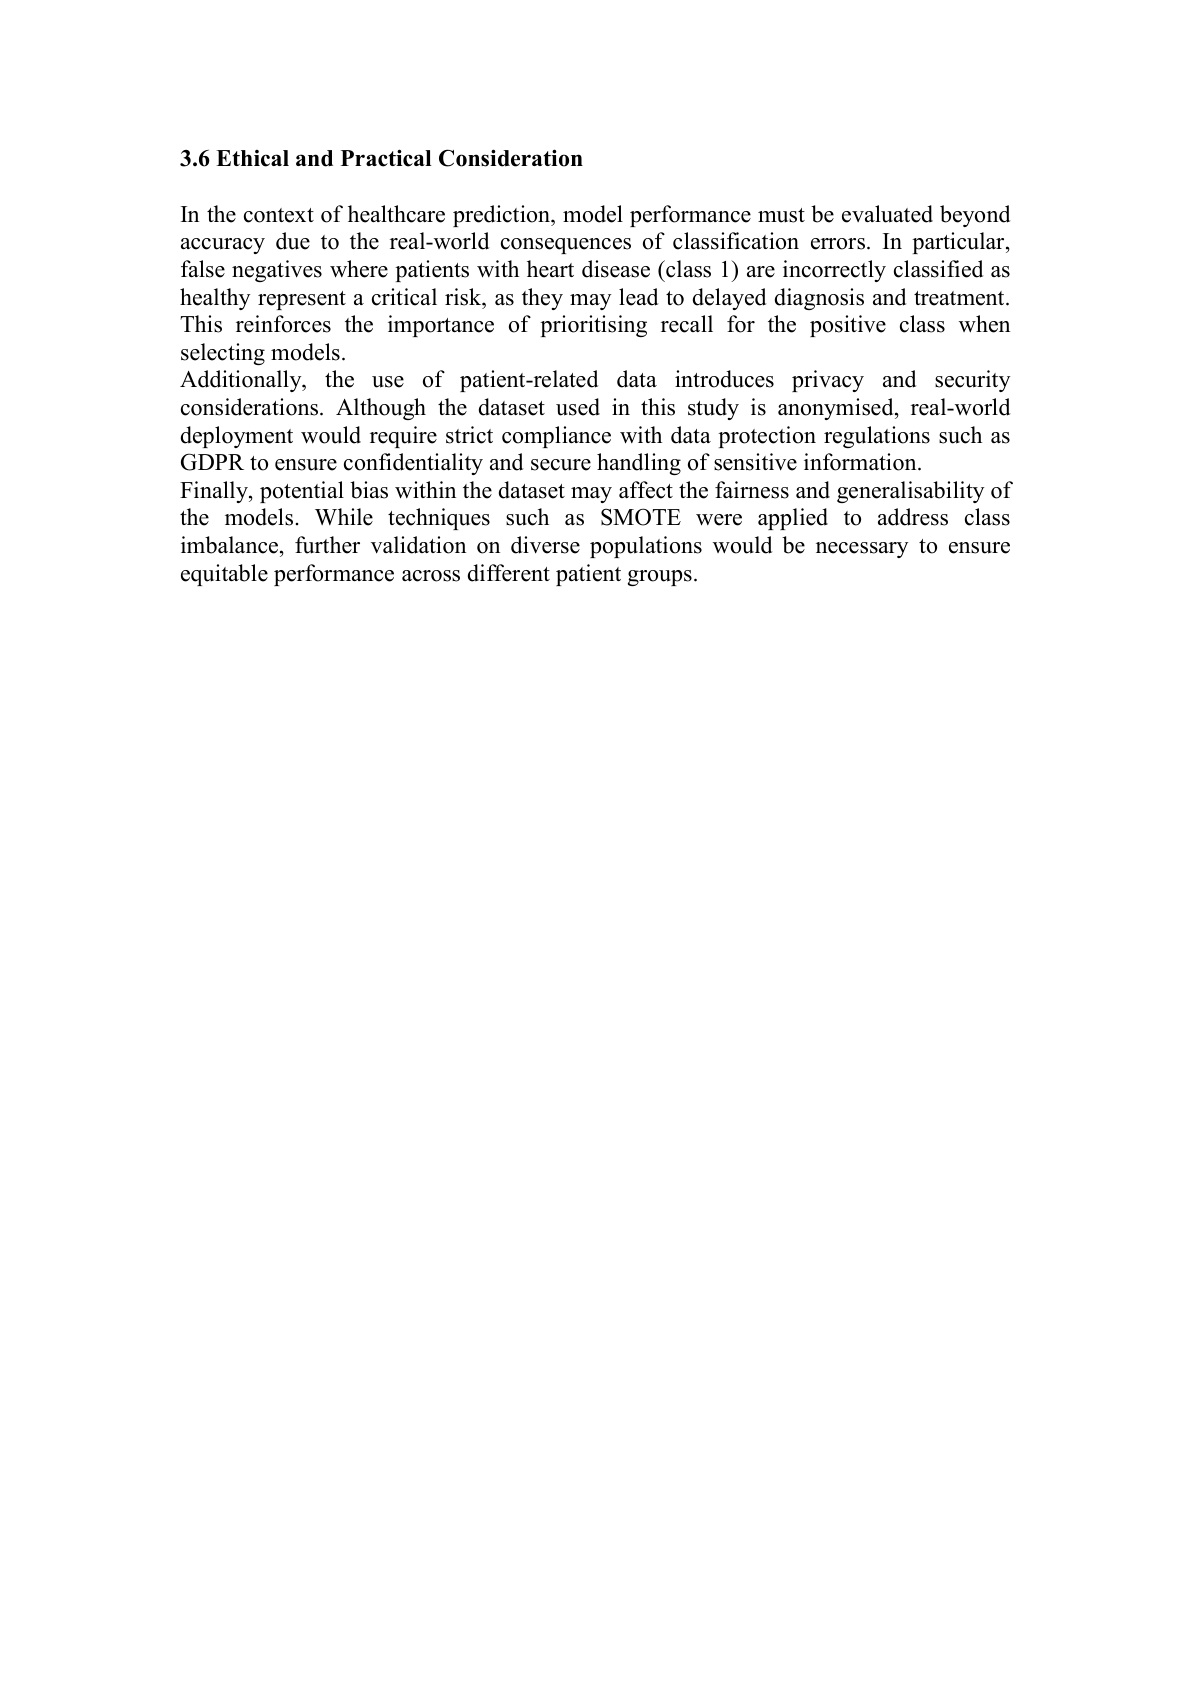 3.6 Ethical and Practical Consideration
In the context of healthcare prediction, model performance must be evaluated beyond
accuracy due to the real-world consequences of classification errors. In particular,
false negatives where patients with heart disease (class 1) are incorrectly classified as
healthy represent a critical risk, as they may lead to delayed diagnosis and treatment.
This reinforces the importance of prioritising recall for the positive class when
selecting models.
Additionally, the use of patient-related data introduces privacy and security
considerations. Although the dataset used in this study is anonymised, real-world
deployment would require strict compliance with data protection regulations such as
GDPR to ensure confidentiality and secure handling of sensitive information.
Finally, potential bias within the dataset may affect the fairness and generalisability of
the models. While techniques such as SMOTE were applied to address class
imbalance, further validation on diverse populations would be necessary to ensure
equitable performance across different patient groups.